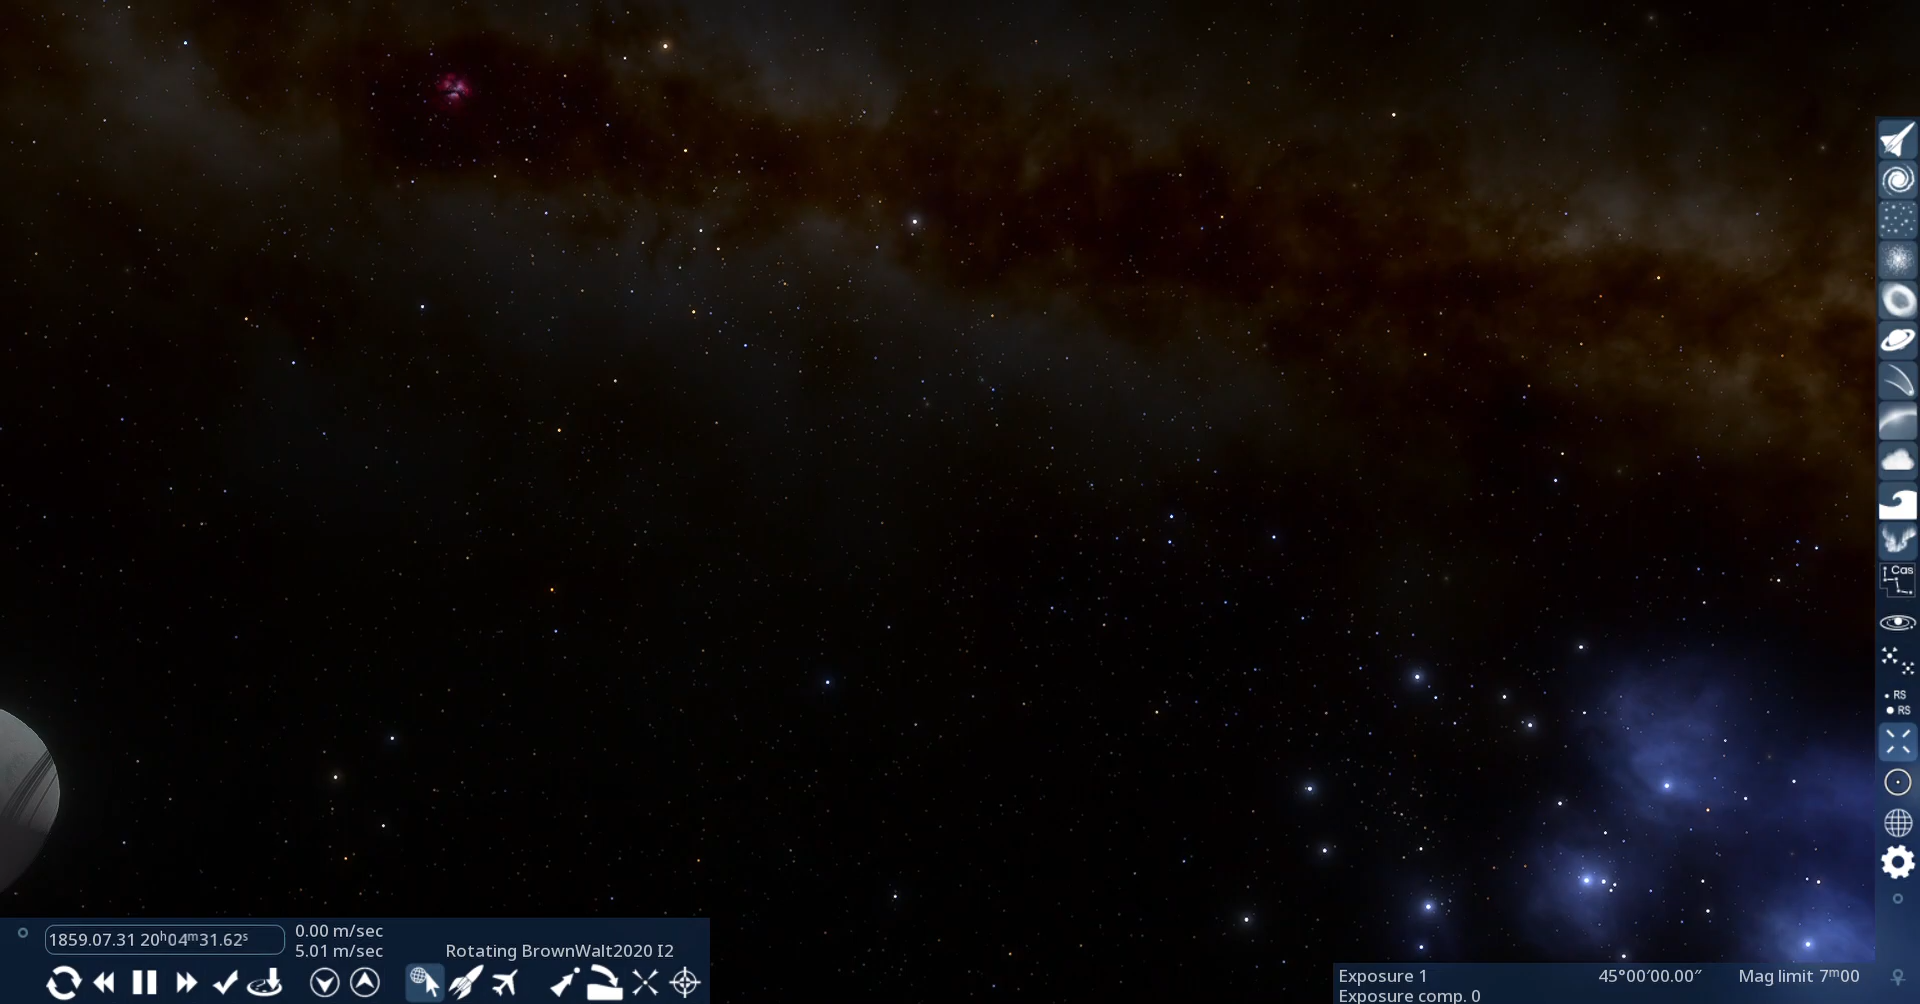 Cas
RS
RS
1859.07.31 20ʰ04ᵐ31.62ˢ
0.00 m/sec
5.01 m/sec
Rotating BrownWalt2020 I2
Exposure 1
45°00′00.00″
Mag limit 7ᵐ00
Exposure comp. 0